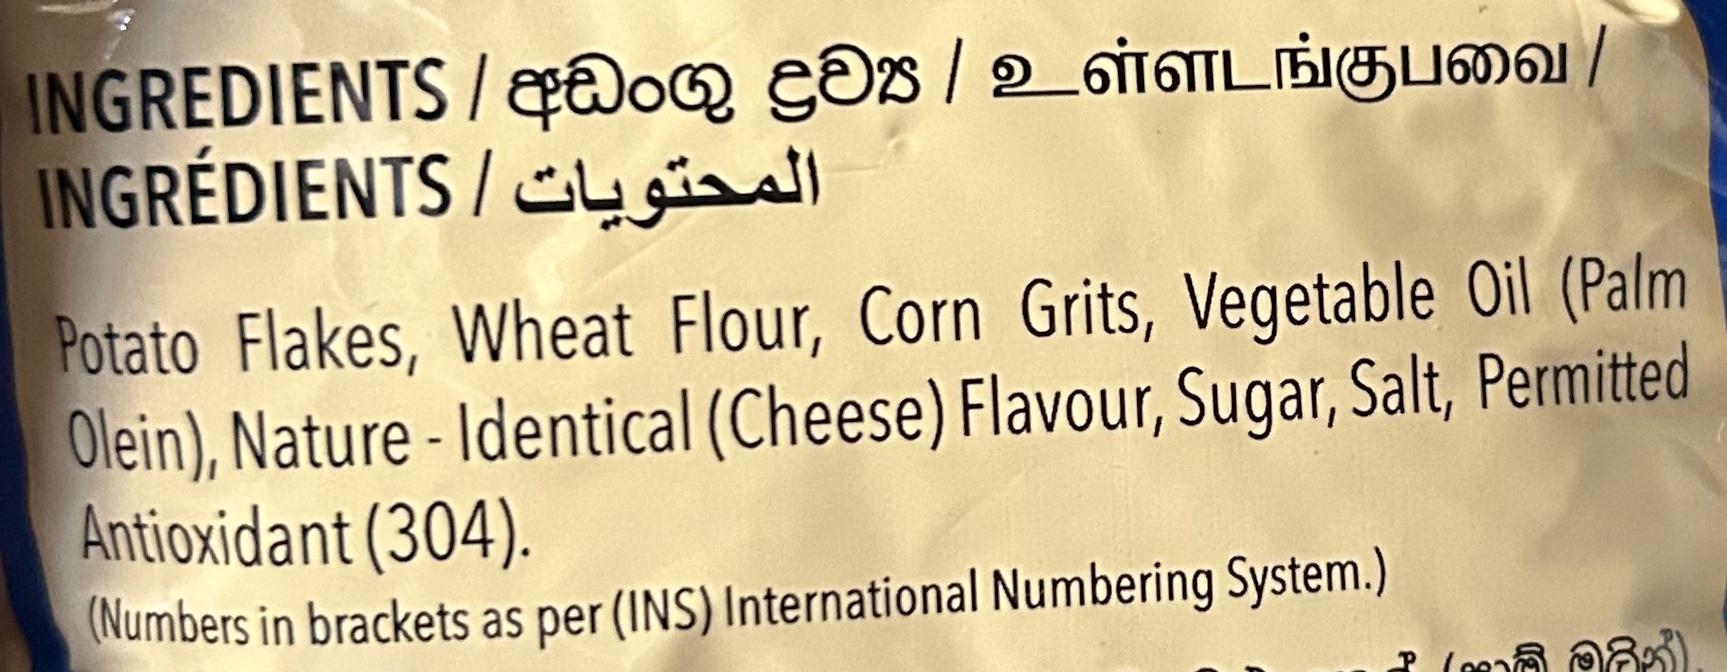 INGREDIENTS / අඩංගු ද්‍රව්‍ය / உள்ளடங்குபவை /
INGRÉDIENTS / المحتويات
Potato Flakes, Wheat Flour, Corn Grits, Vegetable Oil (Palm
Olein), Nature - Identical (Cheese) Flavour, Sugar, Salt, Permitted
Antioxidant (304).
(Numbers in brackets as per (INS) International Numbering System.)